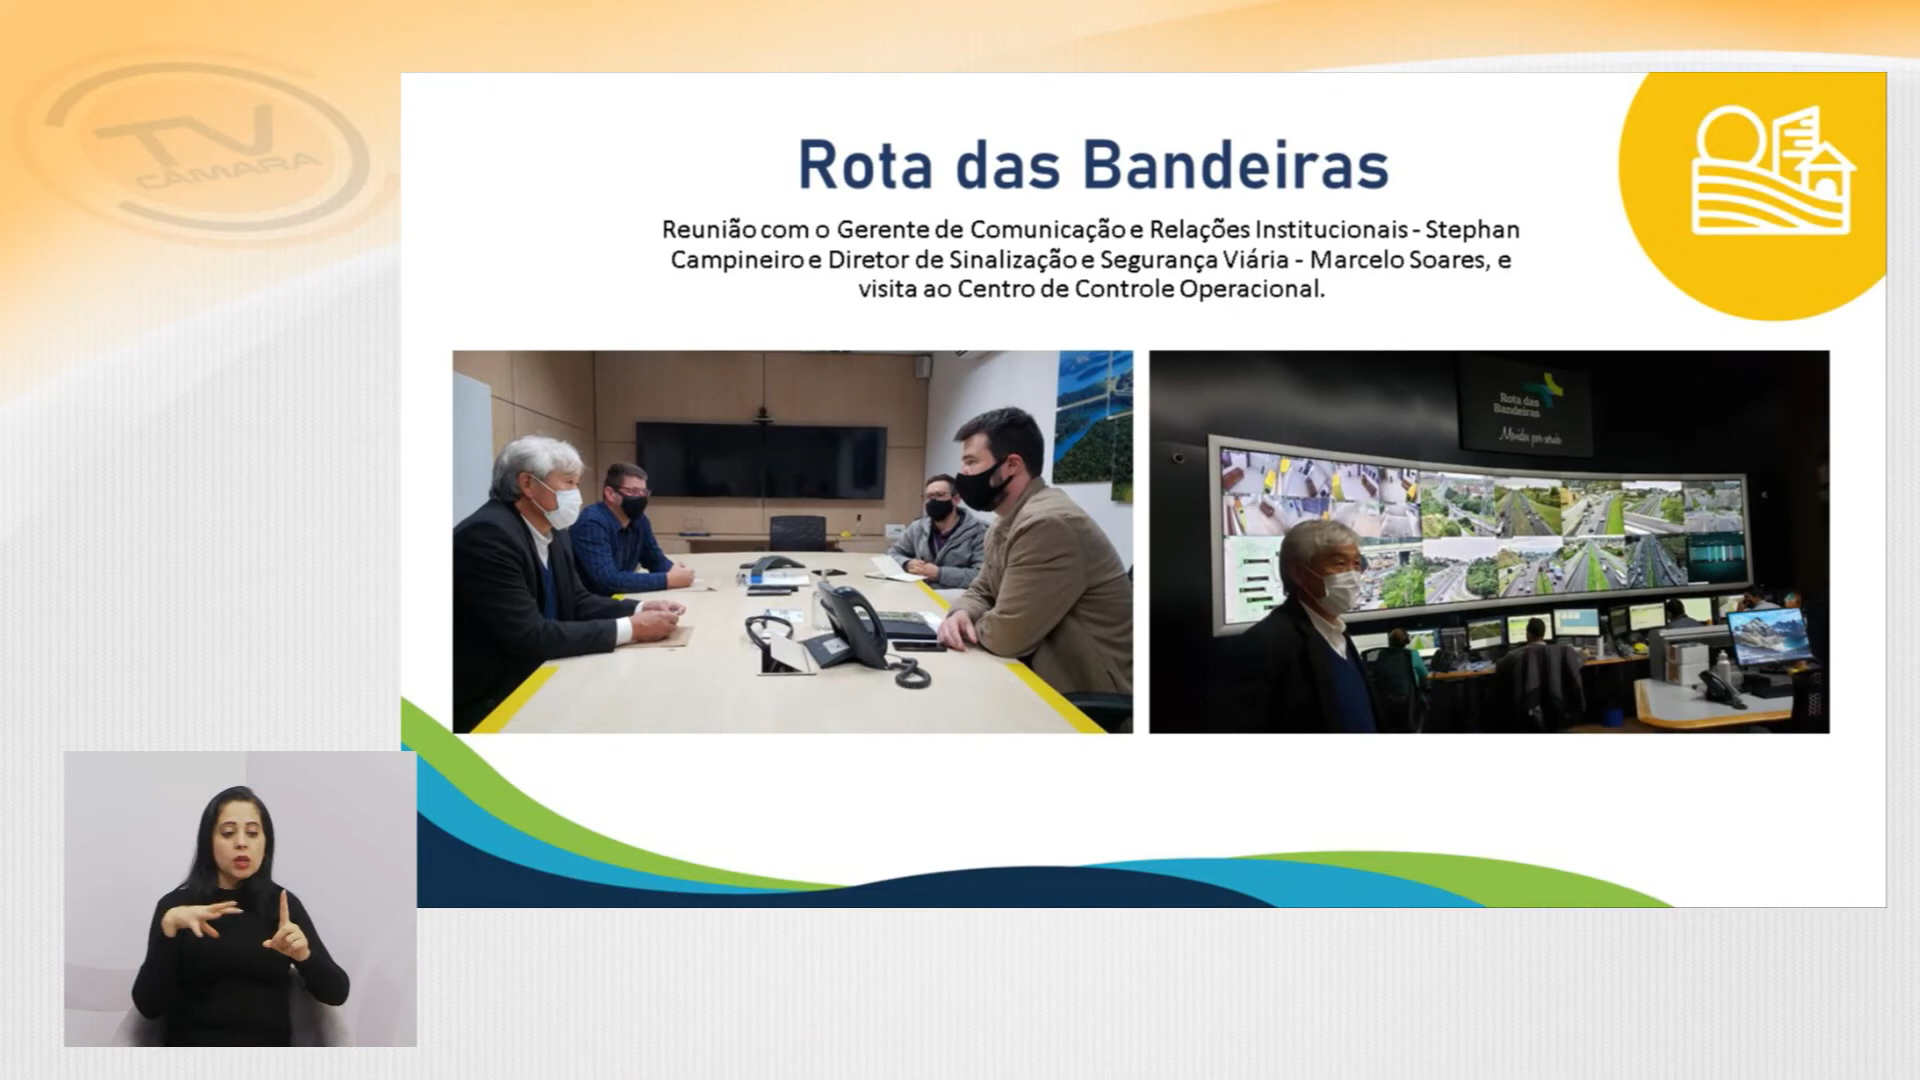 TV
CÂMARA
Rota das Bandeiras
Reunião com o Gerente de Comunicação e Relações Institucionais - Stephan
Campineiro e Diretor de Sinalização e Segurança Viária - Marcelo Soares, e
visita ao Centro de Controle Operacional.
Rota das
Bandeiras